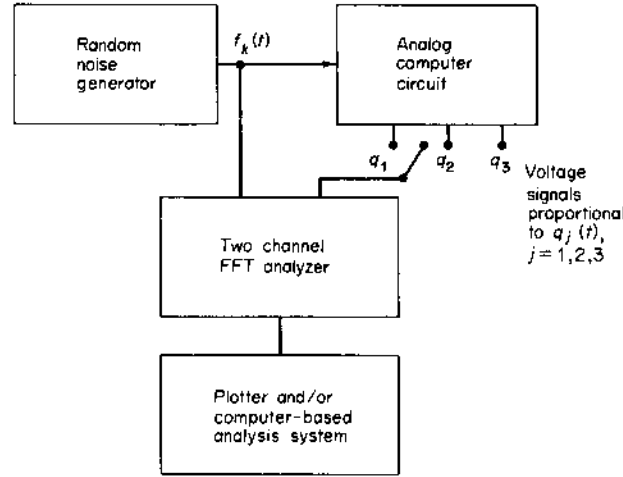 Random
noise
generator
f_k(t)
Analog
computer
circuit
q_1
q_2
q_3
Voltage
signals
proportional
to q_j(t),
j = 1,2,3
Two channel
FFT analyzer
Plotter and/or
computer-based
analysis system